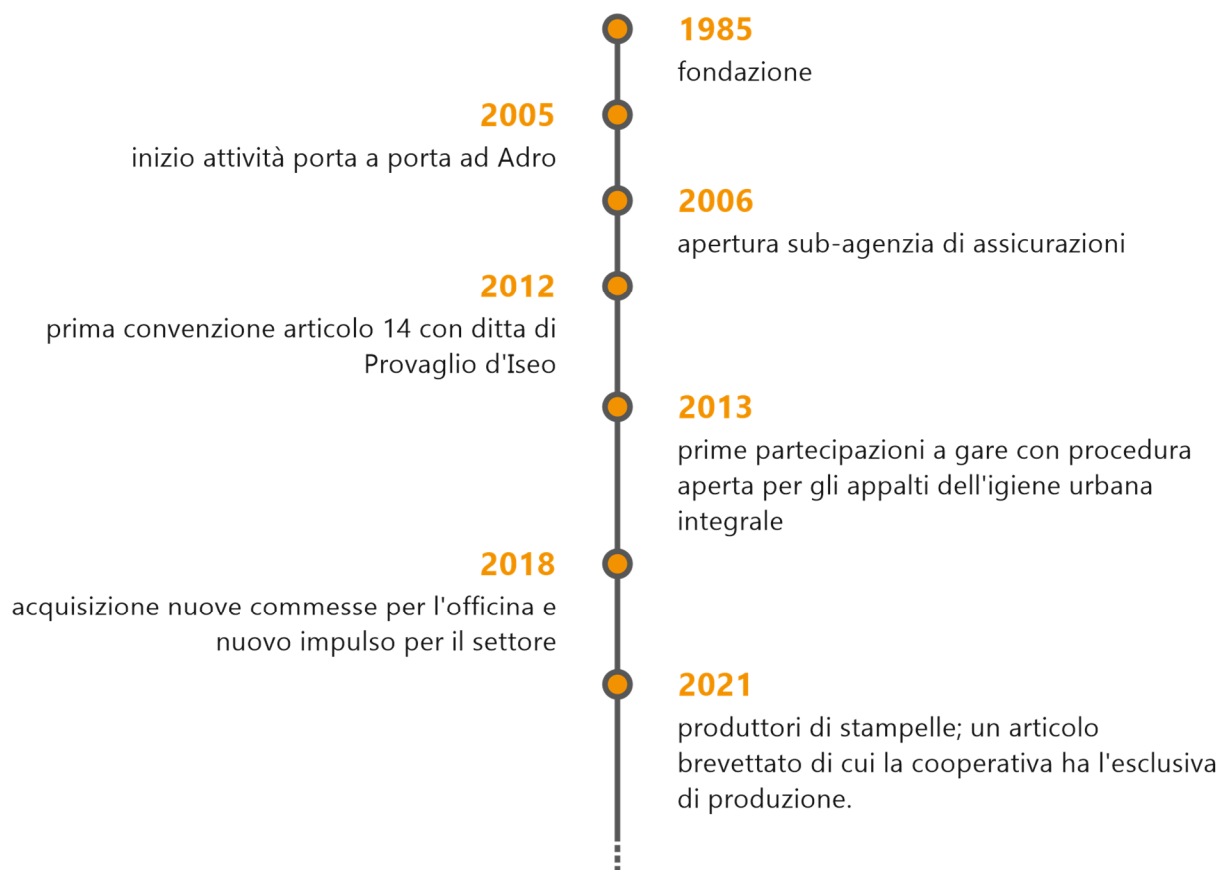 1985
fondazione
2005
inizio attività porta a porta ad Adro
2006
apertura sub-agenzia di assicurazioni
2012
prima convenzione articolo 14 con ditta di
Provaglio d'Iseo
2013
prime partecipazioni a gare con procedura
aperta per gli appalti dell'igiene urbana
integrale
2018
acquisizione nuove commesse per l'officina e
nuovo impulso per il settore
2021
produttori di stampelle; un articolo
brevettato di cui la cooperativa ha l'esclusiva
di produzione.